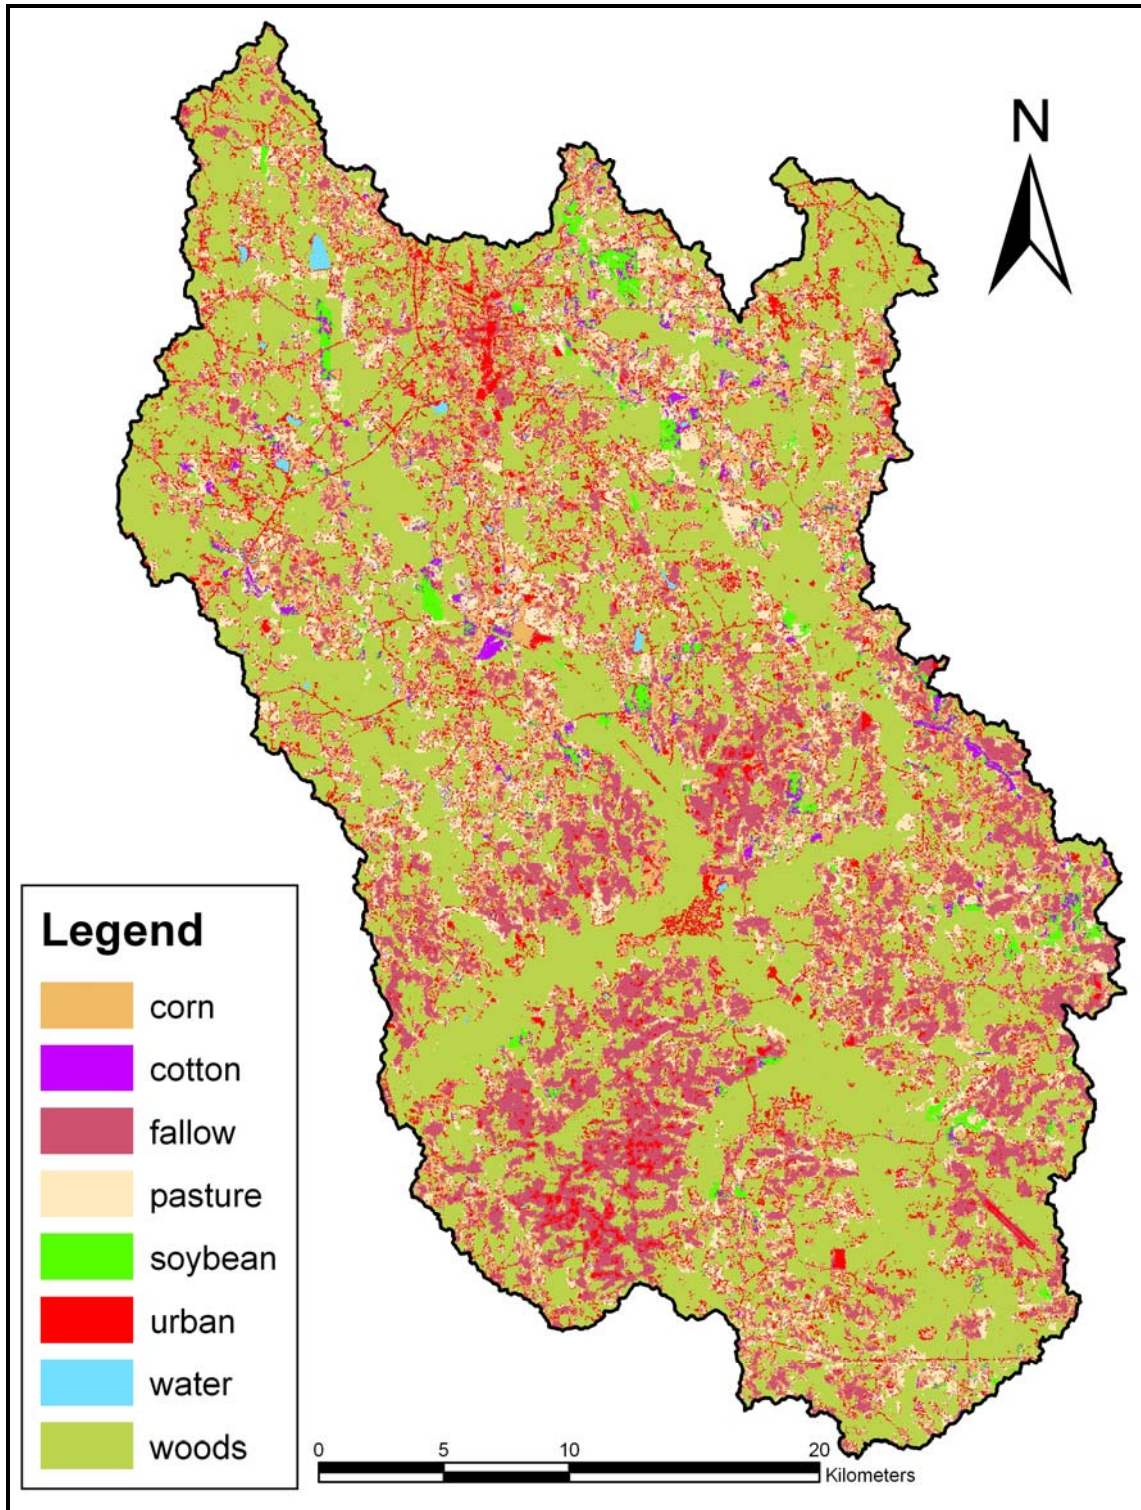 N
Legend
corn
cotton
fallow
pasture
soybean
urban
water
woods
0 5 10 20
Kilometers